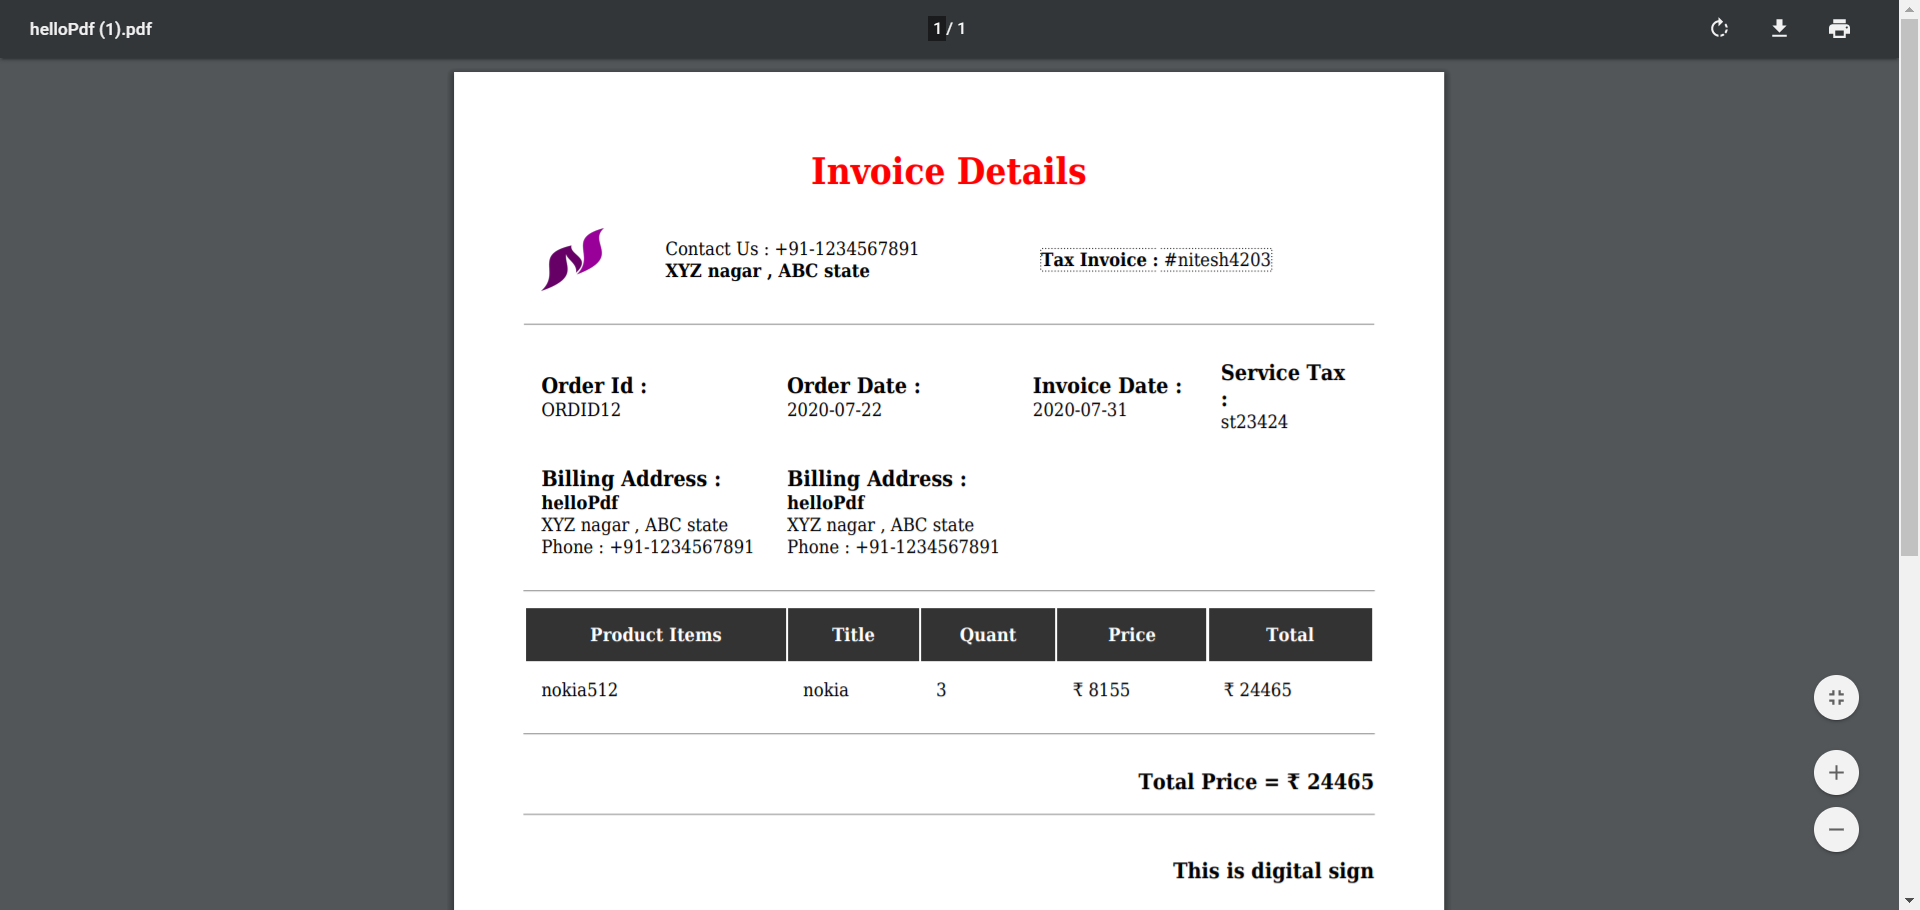 helloPdf (1).pdf
1 / 1
Invoice Details
Contact Us : +91-1234567891
XYZ nagar , ABC state
Tax Invoice : #nitesh4203
Order Id :
ORDID12
Order Date :
2020-07-22
Invoice Date :
2020-07-31
Service Tax
:
st23424
Billing Address :
helloPdf
XYZ nagar , ABC state
Phone : +91-1234567891
Billing Address :
helloPdf
XYZ nagar , ABC state
Phone : +91-1234567891
Product Items Title Quant Price Total
nokia512 nokia 3 ₹ 8155 ₹ 24465
Total Price = ₹ 24465
This is digital sign